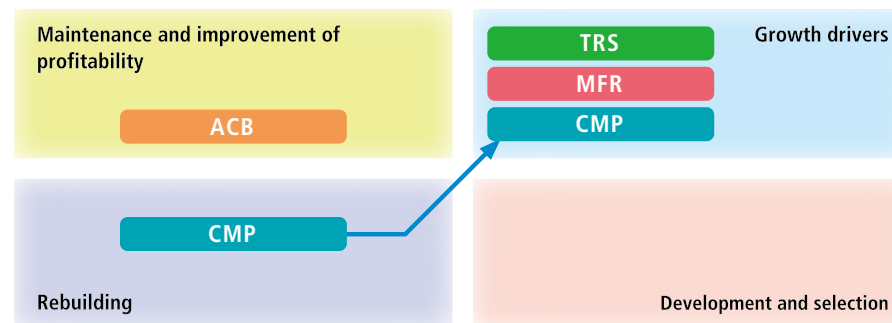 Maintenance and improvement of
profitability
ACB
Growth drivers
TRS
MFR
CMP
CMP
Rebuilding
Development and selection